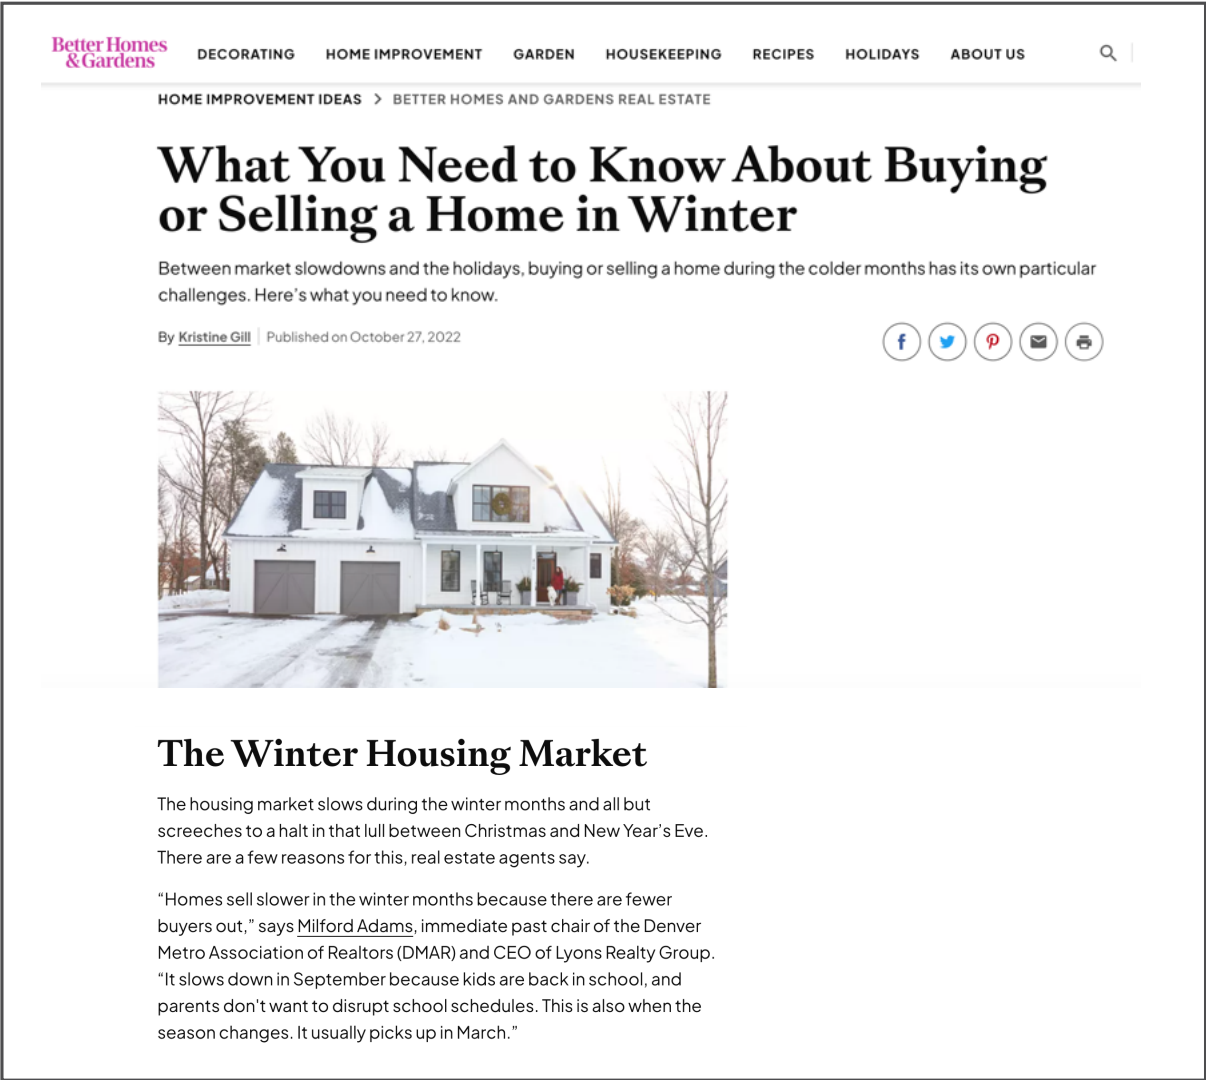 Better Homes
& Gardens
DECORATING HOME IMPROVEMENT GARDEN HOUSEKEEPING RECIPES HOLIDAYS ABOUT US
HOME IMPROVEMENT IDEAS > BETTER HOMES AND GARDENS REAL ESTATE
What You Need to Know About Buying
or Selling a Home in Winter
Between market slowdowns and the holidays, buying or selling a home during the colder months has its own particular
challenges. Here’s what you need to know.
By Kristine Gill | Published on October 27, 2022
The Winter Housing Market
The housing market slows during the winter months and all but
screeches to a halt in that lull between Christmas and New Year’s Eve.
There are a few reasons for this, real estate agents say.
“Homes sell slower in the winter months because there are fewer
buyers out,” says Milford Adams, immediate past chair of the Denver
Metro Association of Realtors (DMAR) and CEO of Lyons Realty Group.
“It slows down in September because kids are back in school, and
parents don't want to disrupt school schedules. This is also when the
season changes. It usually picks up in March.”